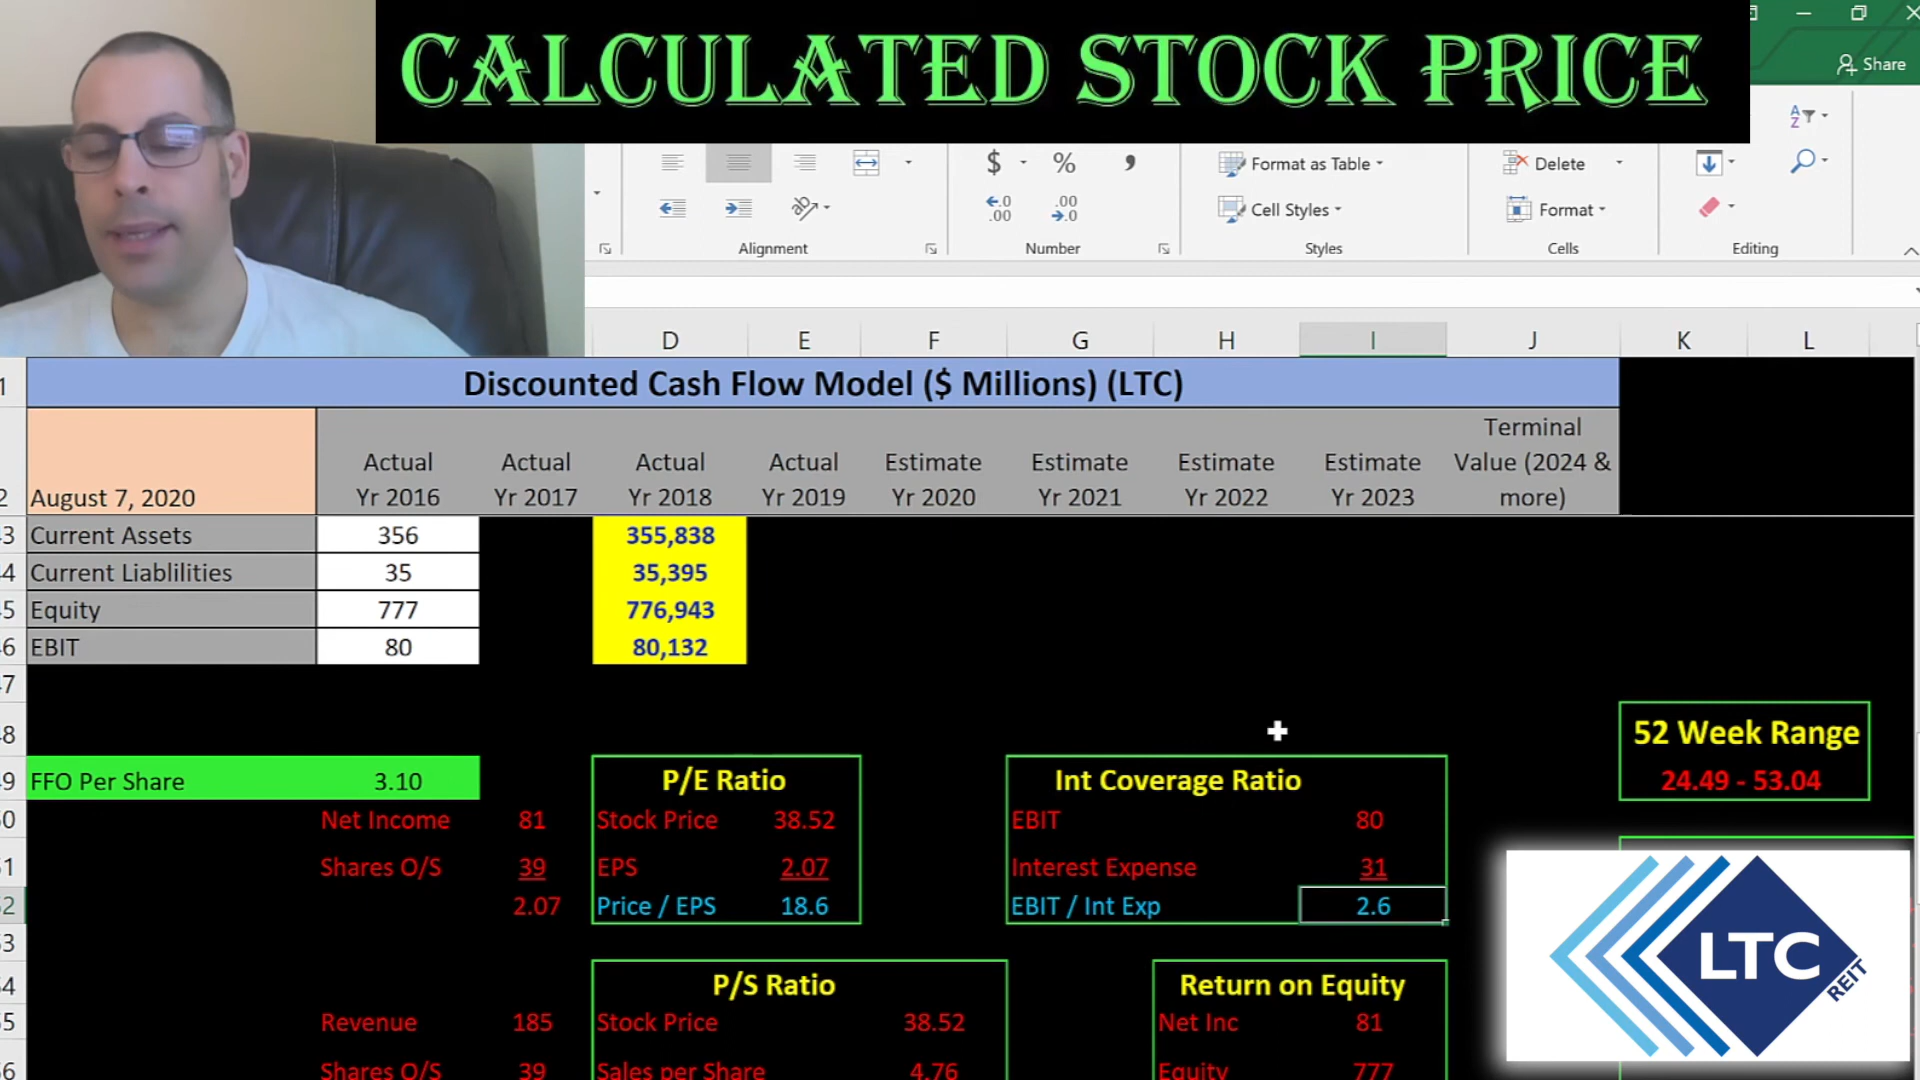 CALCULATED STOCK PRICE
Share
$ % ,
Format as Table
Delete
Cell Styles
Format
Alignment
Number
Styles
Cells
Editing
D E F G H I J K L
1 Discounted Cash Flow Model ($ Millions) (LTC)
2 August 7, 2020
Actual Yr 2016
Actual Yr 2017
Actual Yr 2018
Actual Yr 2019
Estimate Yr 2020
Estimate Yr 2021
Estimate Yr 2022
Estimate Yr 2023
Terminal Value (2024 & more)
Current Assets 356 355,838
Current Liablilities 35 35,395
Equity 777 776,943
EBIT 80 80,132
52 Week Range
24.49 - 53.04
FFO Per Share 3.10
Net Income 81
Shares O/S 39
2.07
P/E Ratio
Stock Price 38.52
EPS 2.07
Price / EPS 18.6
Int Coverage Ratio
EBIT 80
Interest Expense 31
EBIT / Int Exp 2.6
Revenue 185
Shares O/S 39
P/S Ratio
Stock Price 38.52
Sales per Share 4.76
Return on Equity
Net Inc 81
Equity 777
LTC
REIT